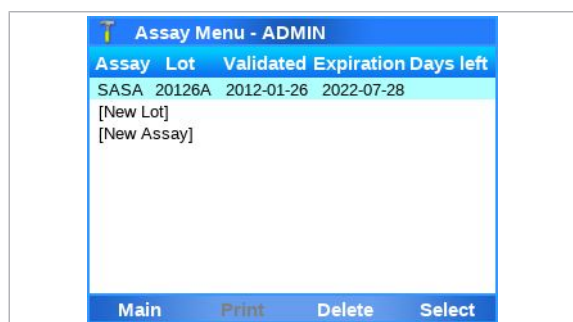 Assay Menu - ADMIN
Assay Lot Validated Expiration Days left
SASA 20126A 2012-01-26 2022-07-28
[New Lot]
[New Assay]
Main Print Delete Select